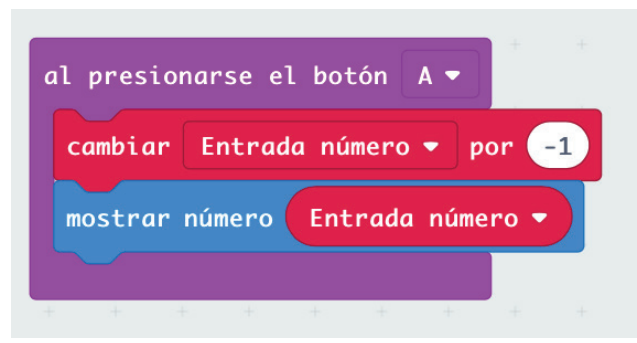 al presionarse el botón A
cambiar Entrada número por -1
mostrar número Entrada número